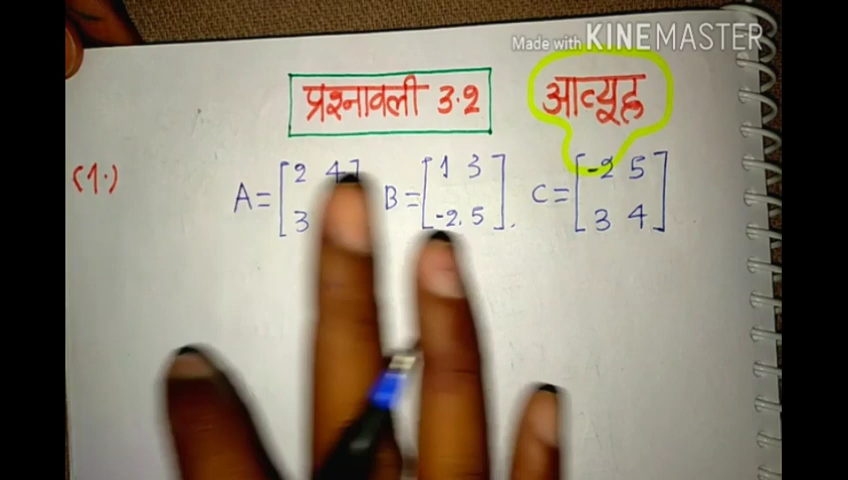 Made with KINEMASTER
प्रश्नावली 3.2 आव्यूह
(1.) A = [2 4 B = [1 3] C = [-2 5]
3 -2. 5 . 3 4